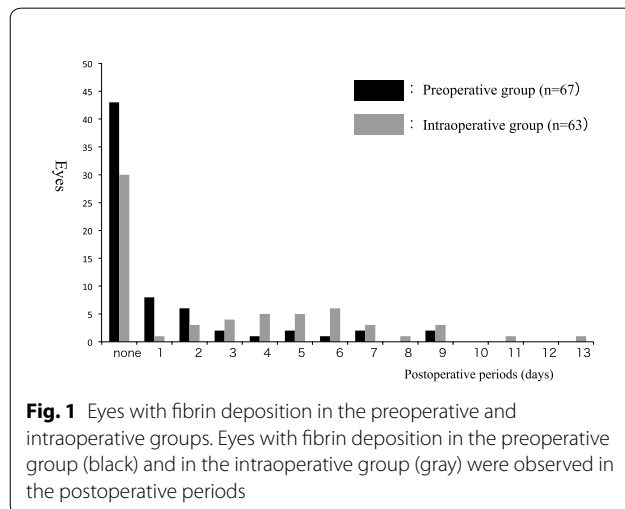 50
45
40
35
30
25
20
15
10
5
0
Eyes
: Preoperative group (n=67)
: Intraoperative group (n=63)
none 1 2 3 4 5 6 7 8 9 10 11 12 13
Postoperative periods (days)
Fig. 1 Eyes with fibrin deposition in the preoperative and
intraoperative groups. Eyes with fibrin deposition in the preoperative
group (black) and in the intraoperative group (gray) were observed in
the postoperative periods